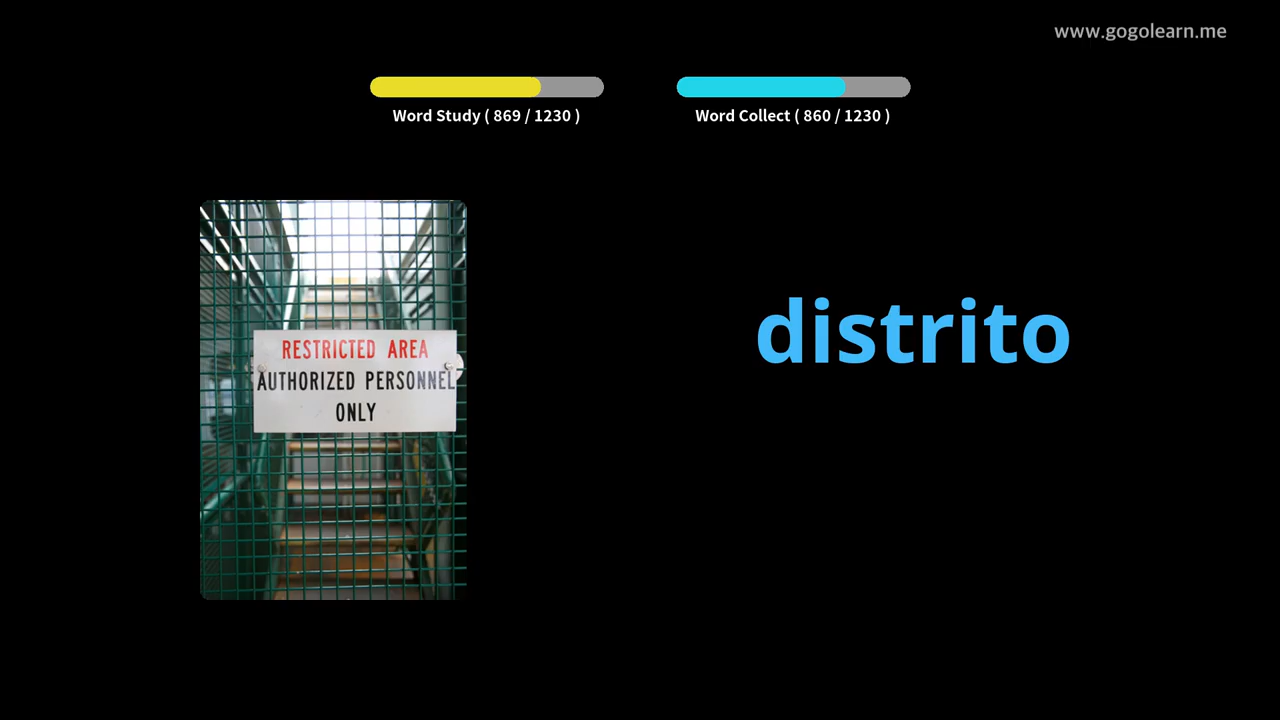 www.gogolearn.me
Word Study ( 869 / 1230 )
Word Collect ( 860 / 1230 )
RESTRICTED AREA
AUTHORIZED PERSONNEL
ONLY
distrito